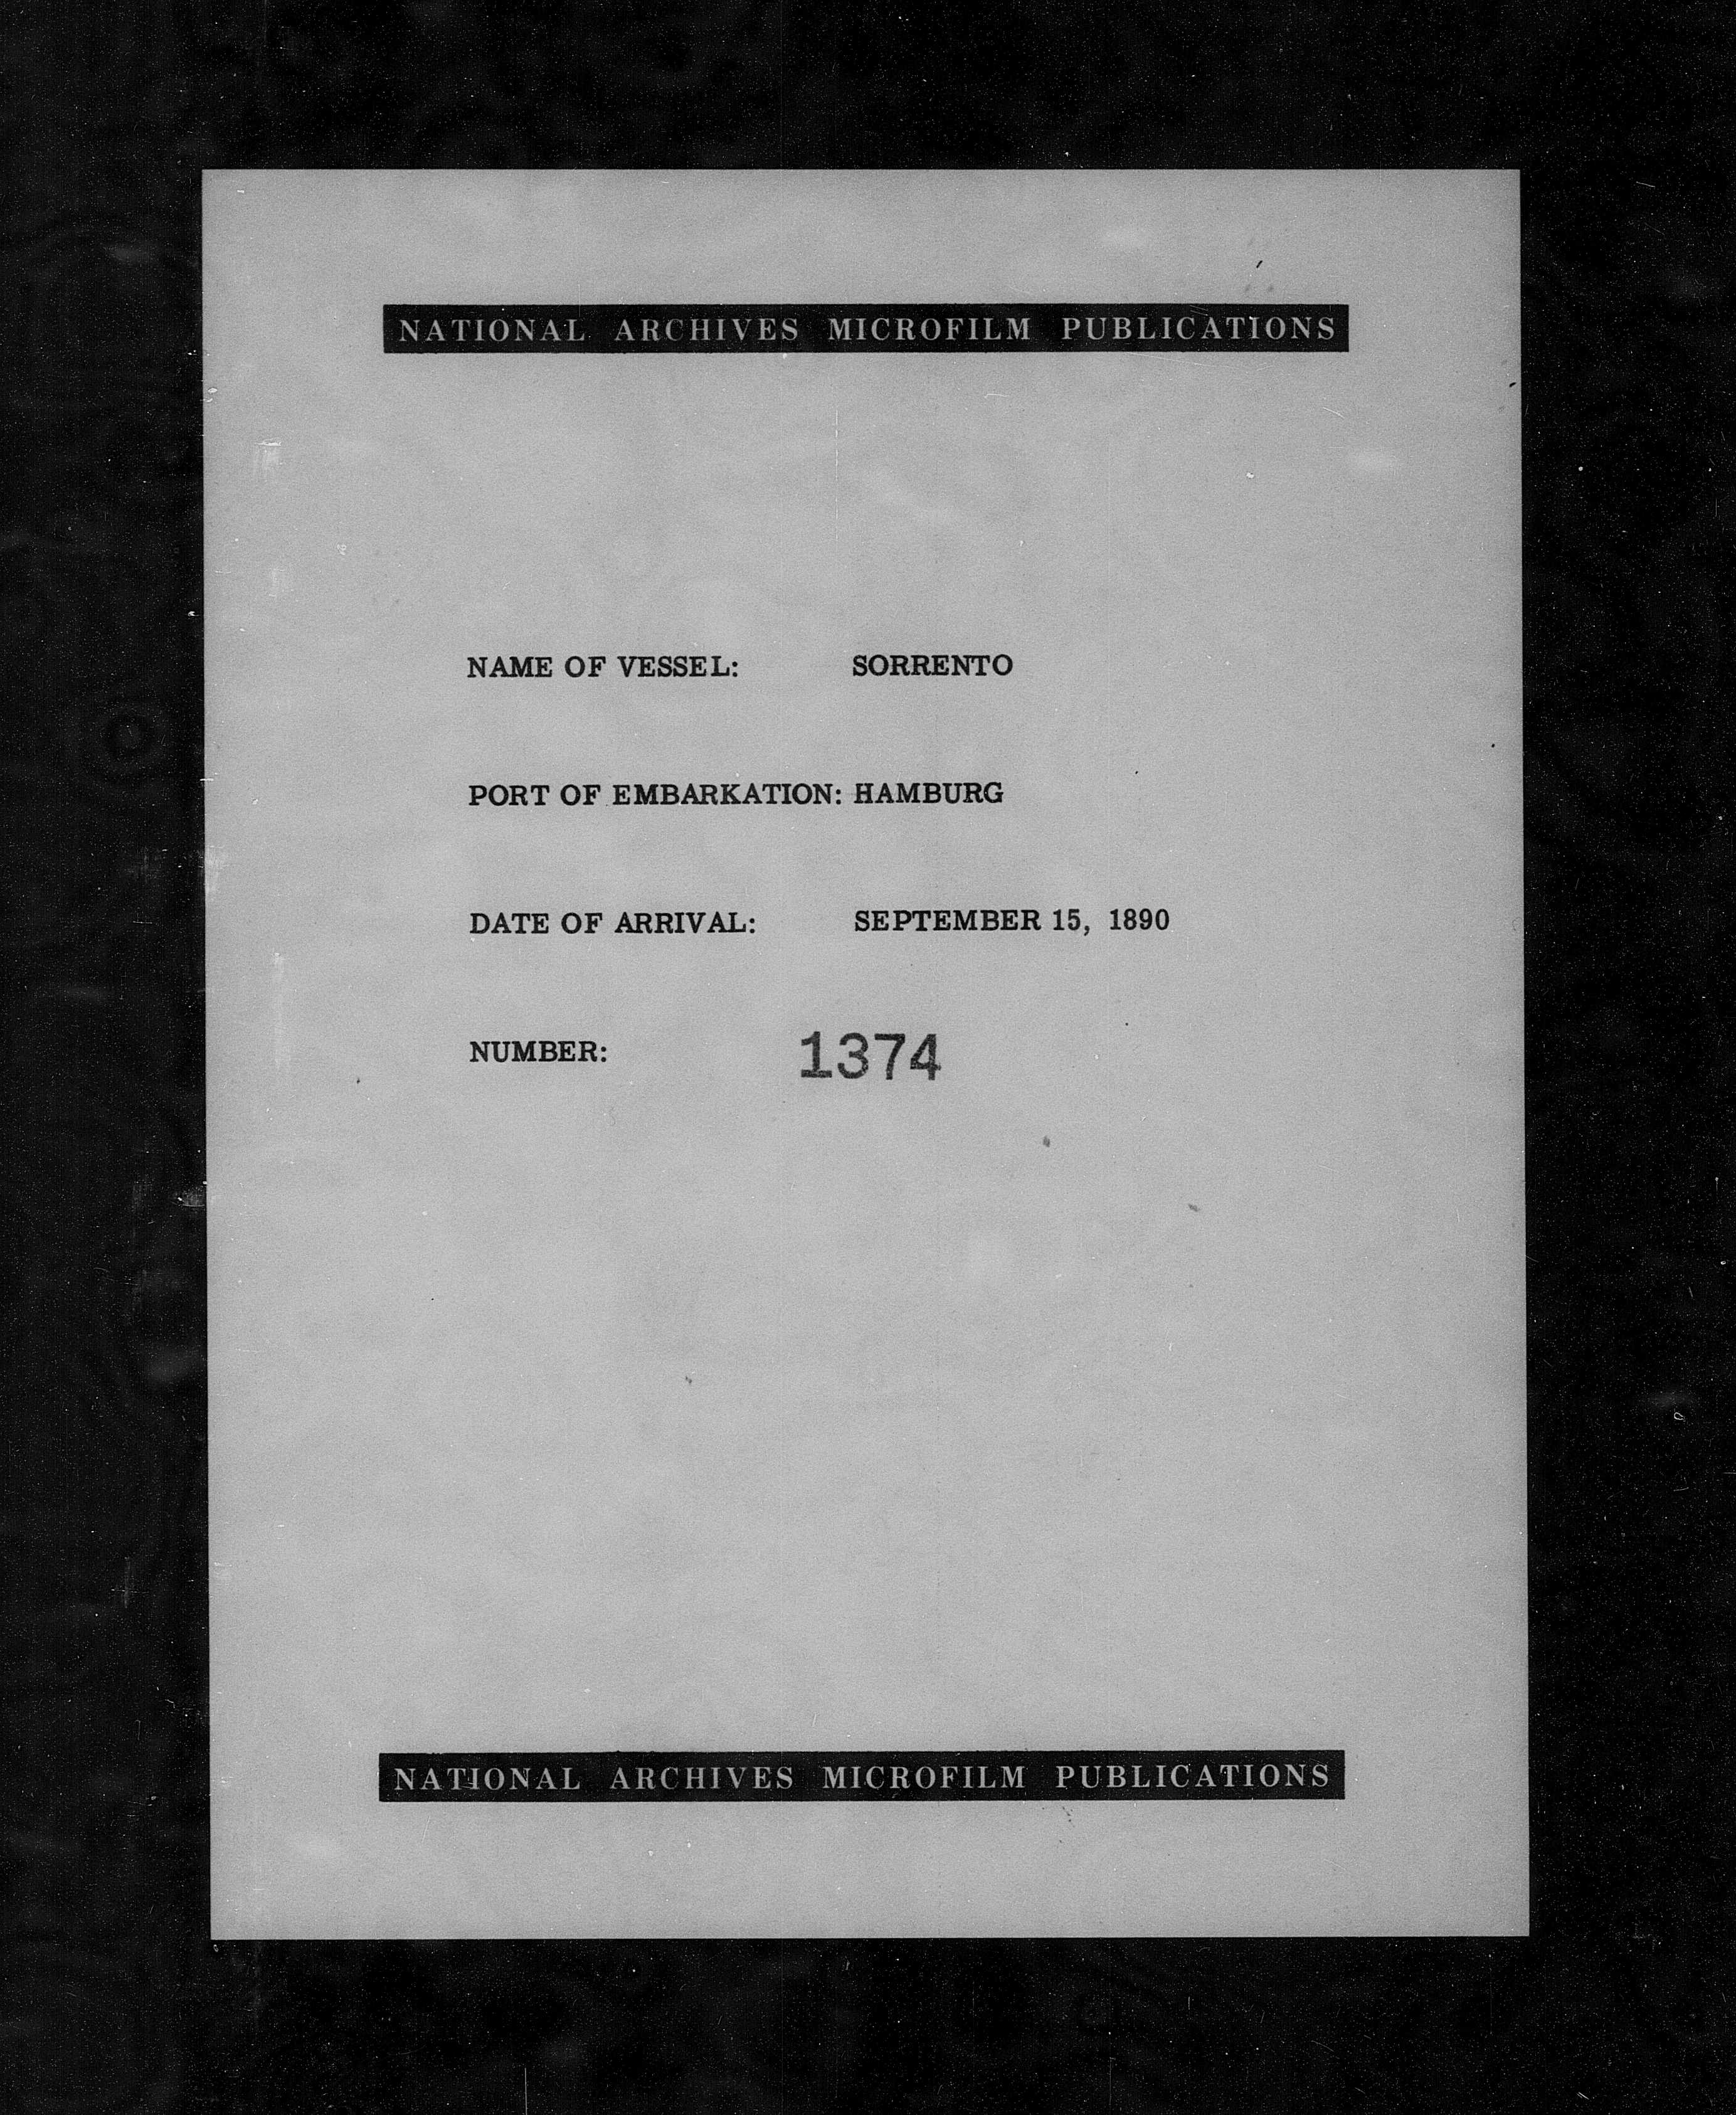 NATIONAL ARCHIVES MICROFILM PUBLICATIONS
NAME OF VESSEL: SORRENTO
PORT OF EMBARKATION: HAMBURG
DATE OF ARRIVAL: SEPTEMBER 15, 1890
NUMBER: 1374
NATIONAL ARCHIVES MICROFILM PUBLICATIONS